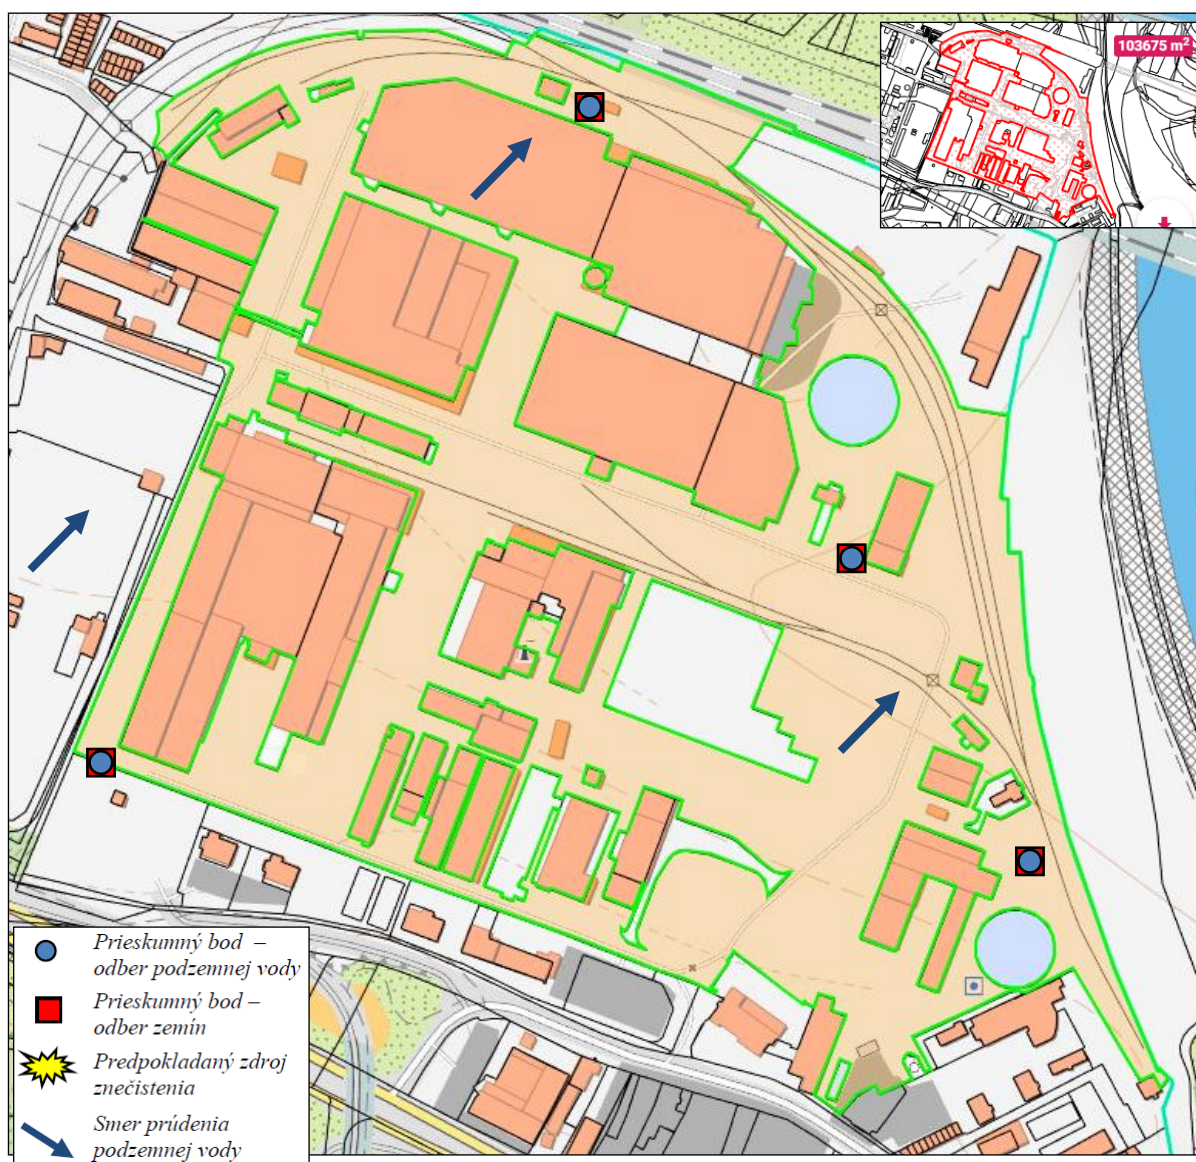 103675 m²
Prieskumný bod –
odber podzemnej vody
Prieskumný bod –
odber zemín
Predpokladaný zdroj
znečistenia
Smer prúdenia
podzemnej vody